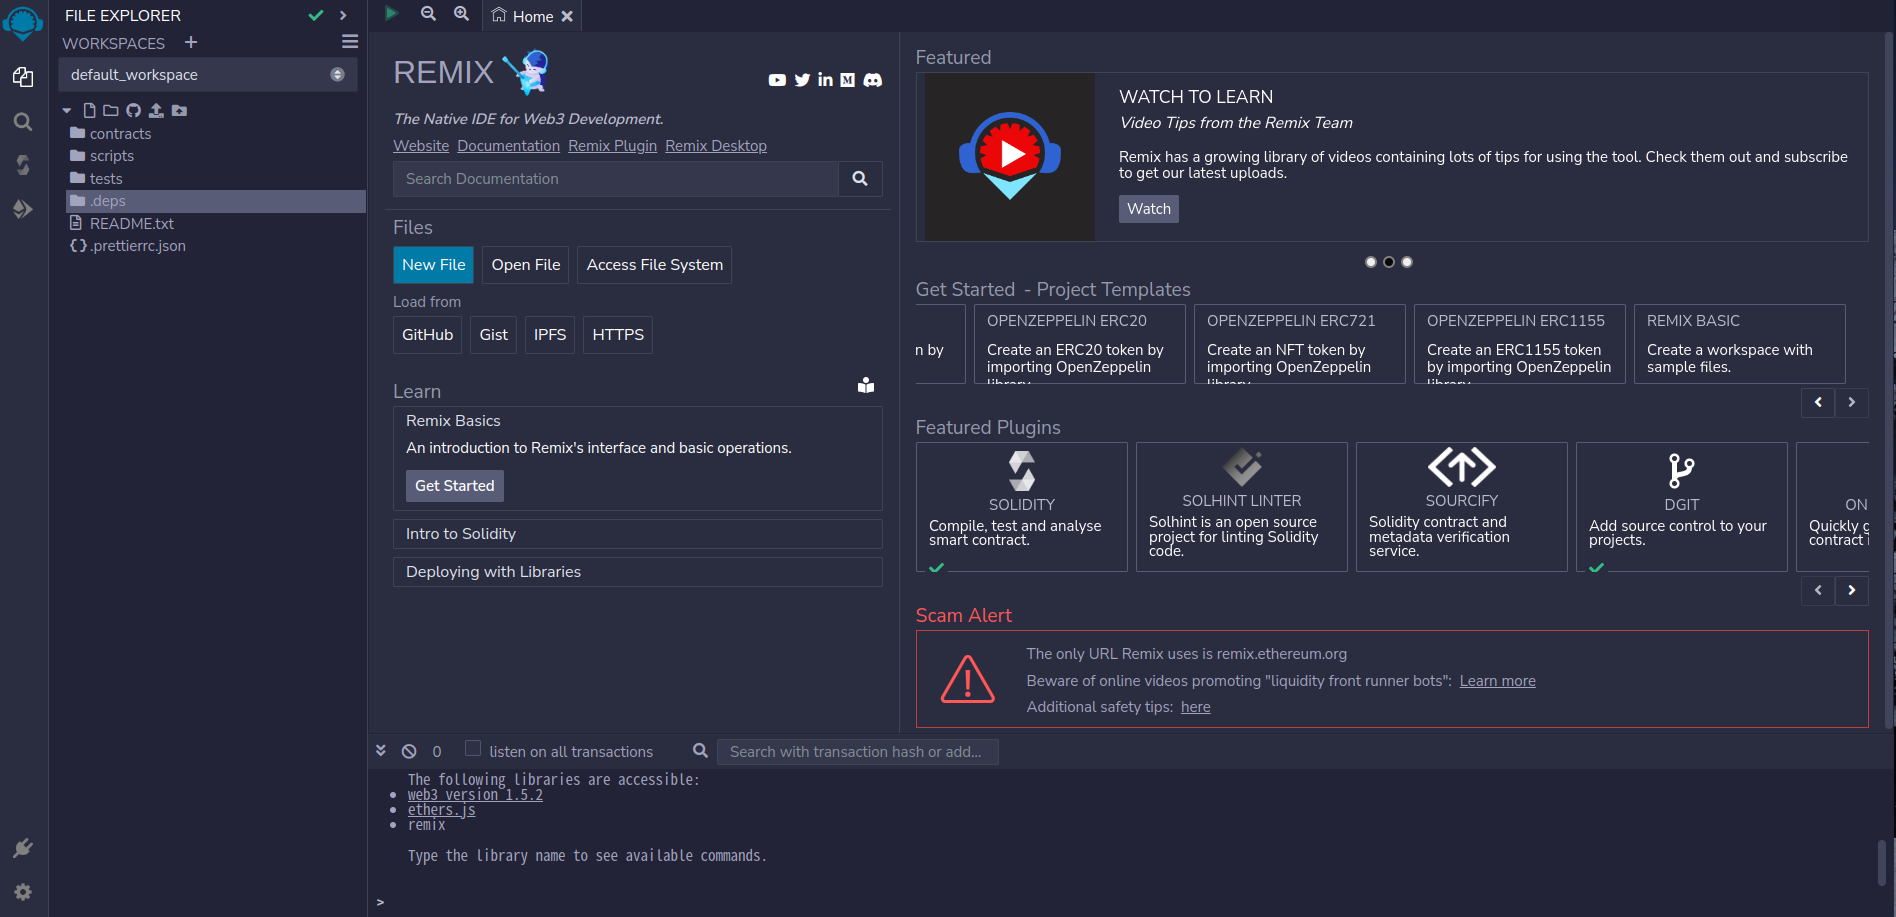 FILE EXPLORER
WORKSPACES
default_workspace
contracts
scripts
tests
.deps
README.txt
.prettierrc.json
Home
REMIX
The Native IDE for Web3 Development.
Website Documentation Remix Plugin Remix Desktop
Search Documentation
Files
New File Open File Access File System
Load from
GitHub Gist IPFS HTTPS
Learn
Remix Basics
An introduction to Remix's interface and basic operations.
Get Started
Intro to Solidity
Deploying with Libraries
Featured
WATCH TO LEARN
Video Tips from the Remix Team
Remix has a growing library of videos containing lots of tips for using the tool. Check them out and subscribe
to get our latest uploads.
Watch
Get Started - Project Templates
n by
OPENZEPPELIN ERC20
Create an ERC20 token by
importing OpenZeppelin
library.
OPENZEPPELIN ERC721
Create an NFT token by
importing OpenZeppelin
library.
OPENZEPPELIN ERC1155
Create an ERC1155 token
by importing OpenZeppelin
library.
REMIX BASIC
Create a workspace with
sample files.
Featured Plugins
SOLIDITY
Compile, test and analyse
smart contract.
SOLHINT LINTER
Solhint is an open source
project for linting Solidity
code.
SOURCIFY
Solidity contract and
metadata verification
service.
DGIT
Add source control to your
projects.
ON
Quickly g
contract i
Scam Alert
The only URL Remix uses is remix.ethereum.org
Beware of online videos promoting "liquidity front runner bots": Learn more
Additional safety tips: here
0 listen on all transactions Search with transaction hash or add...
The following libraries are accessible:
web3 version 1.5.2
ethers.js
remix
Type the library name to see available commands.
>